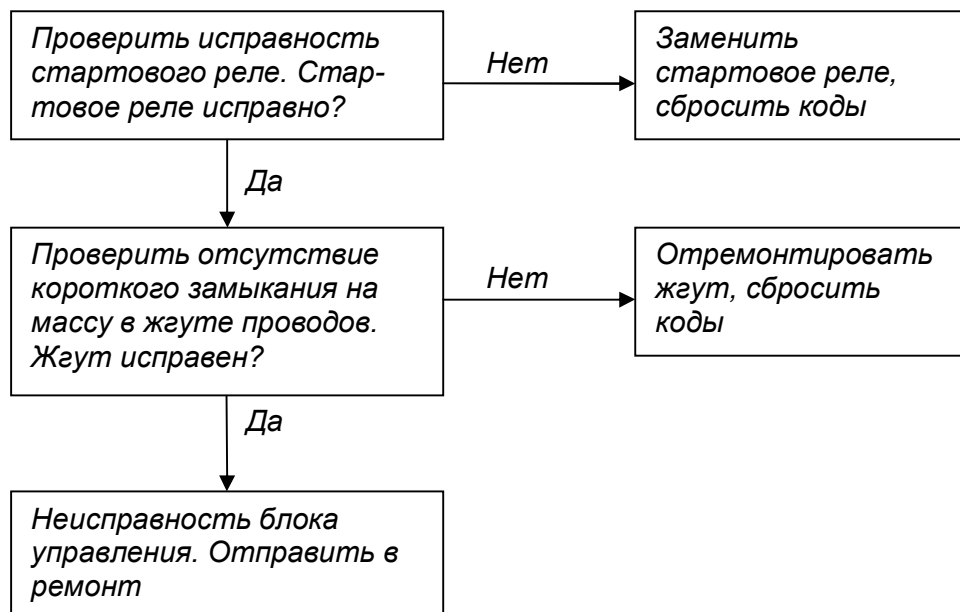 Проверить исправность
стартового реле. Стар-
товое реле исправно?
Нет
Заменить
стартовое реле,
сбросить коды
Да
Проверить отсутствие
короткого замыкания на
массу в жгуте проводов.
Жгут исправен?
Нет
Отремонтировать
жгут, сбросить
коды
Да
Неисправность блока
управления. Отправить в
ремонт